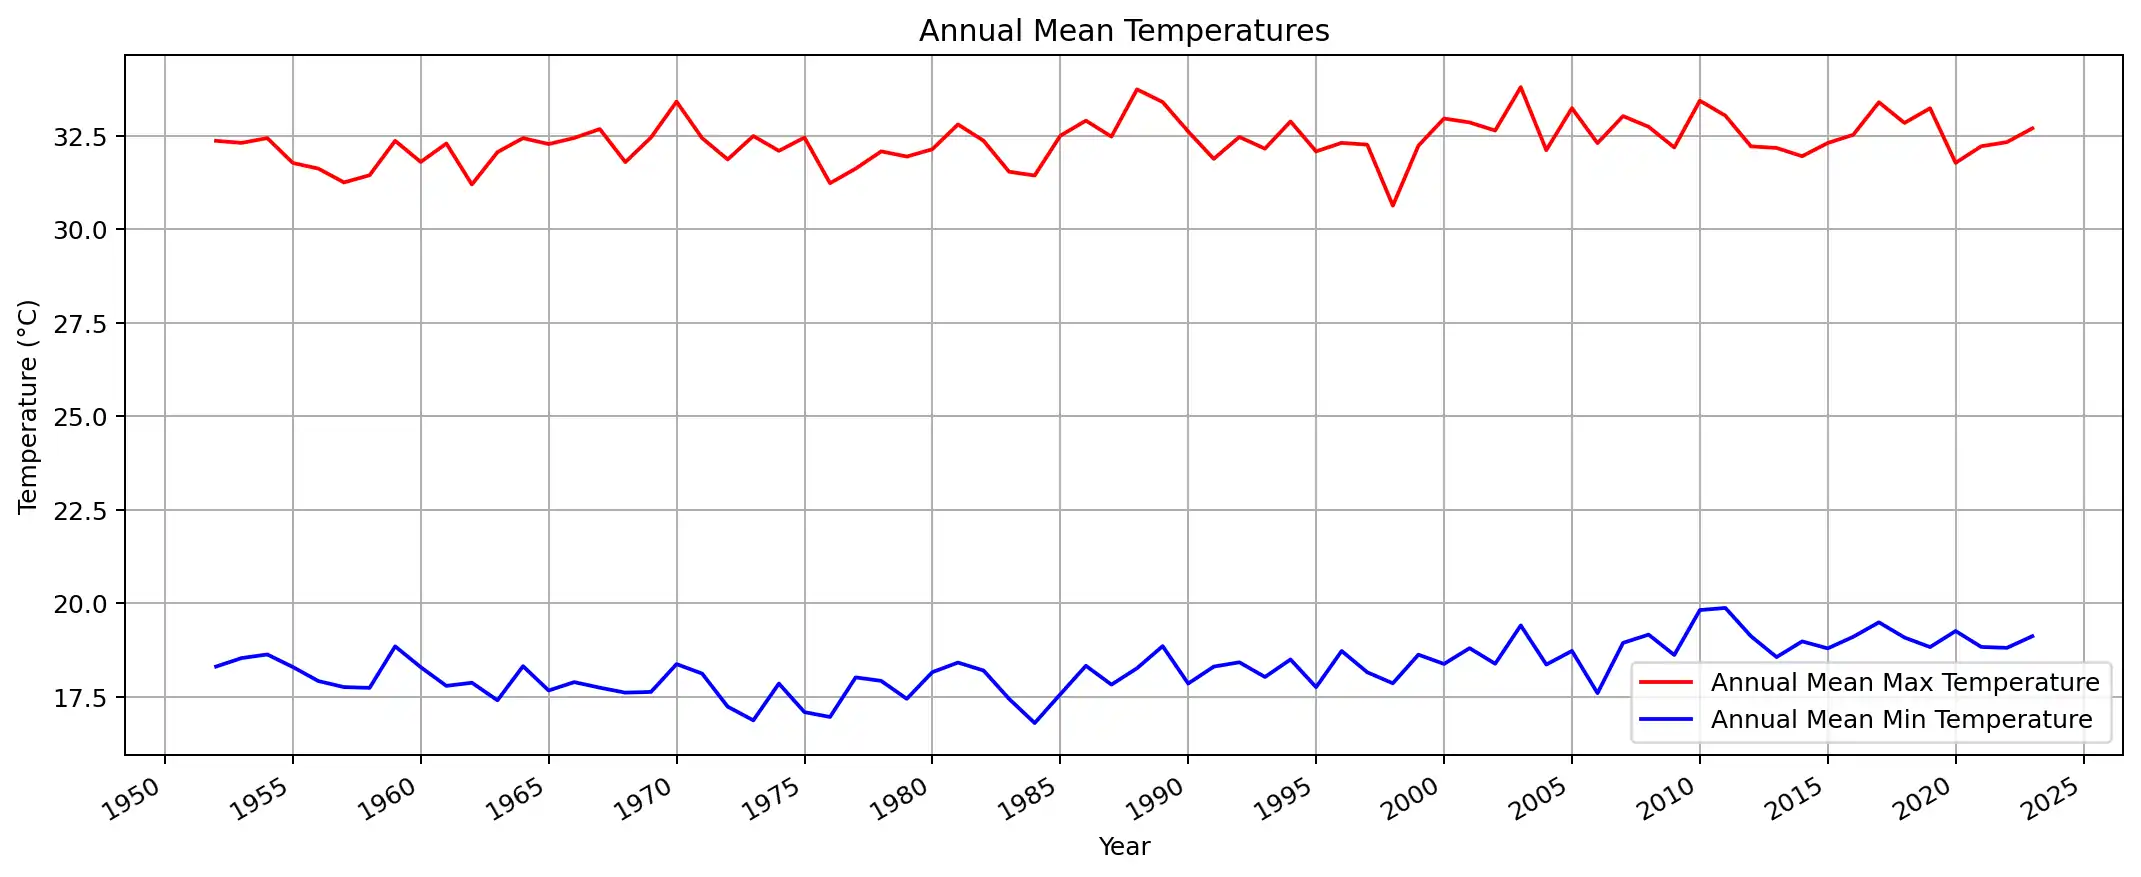 Annual Mean Temperatures
Temperature (°C)
32.5
30.0
27.5
25.0
22.5
20.0
17.5
Annual Mean Max Temperature
Annual Mean Min Temperature
1950 1955 1960 1965 1970 1975 1980 1985 1990 1995 2000 2005 2010 2015 2020 2025
Year